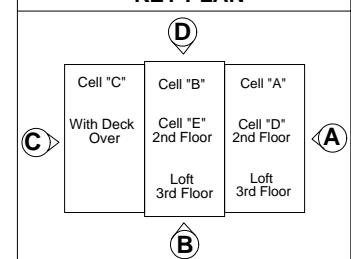 KEY PLAN
D
Cell "C"
With Deck
Over
Cell "B"
Cell "E"
2nd Floor
Loft
3rd Floor
Cell "A"
Cell "D"
2nd Floor
Loft
3rd Floor
C
A
B